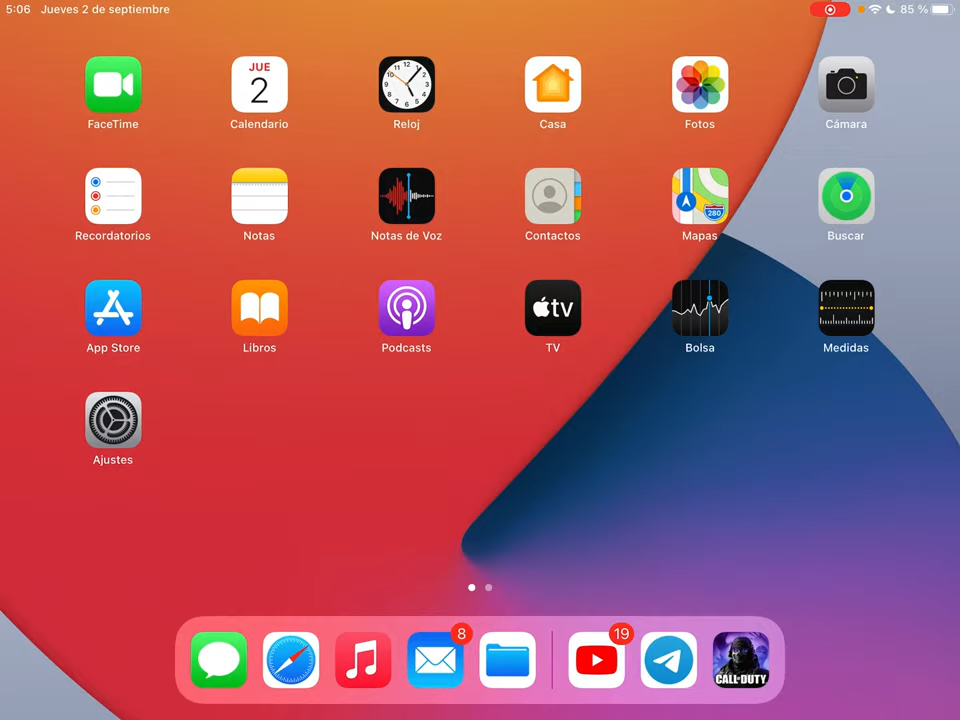 5:06 Jueves 2 de septiembre 85 %
JUE
2
FaceTime Calendario Reloj Casa Fotos Cámara
280
Recordatorios Notas Notas de Voz Contactos Mapas Buscar
tv
App Store Libros Podcasts TV Bolsa Medidas
Ajustes
8 19
CALL·DUTY